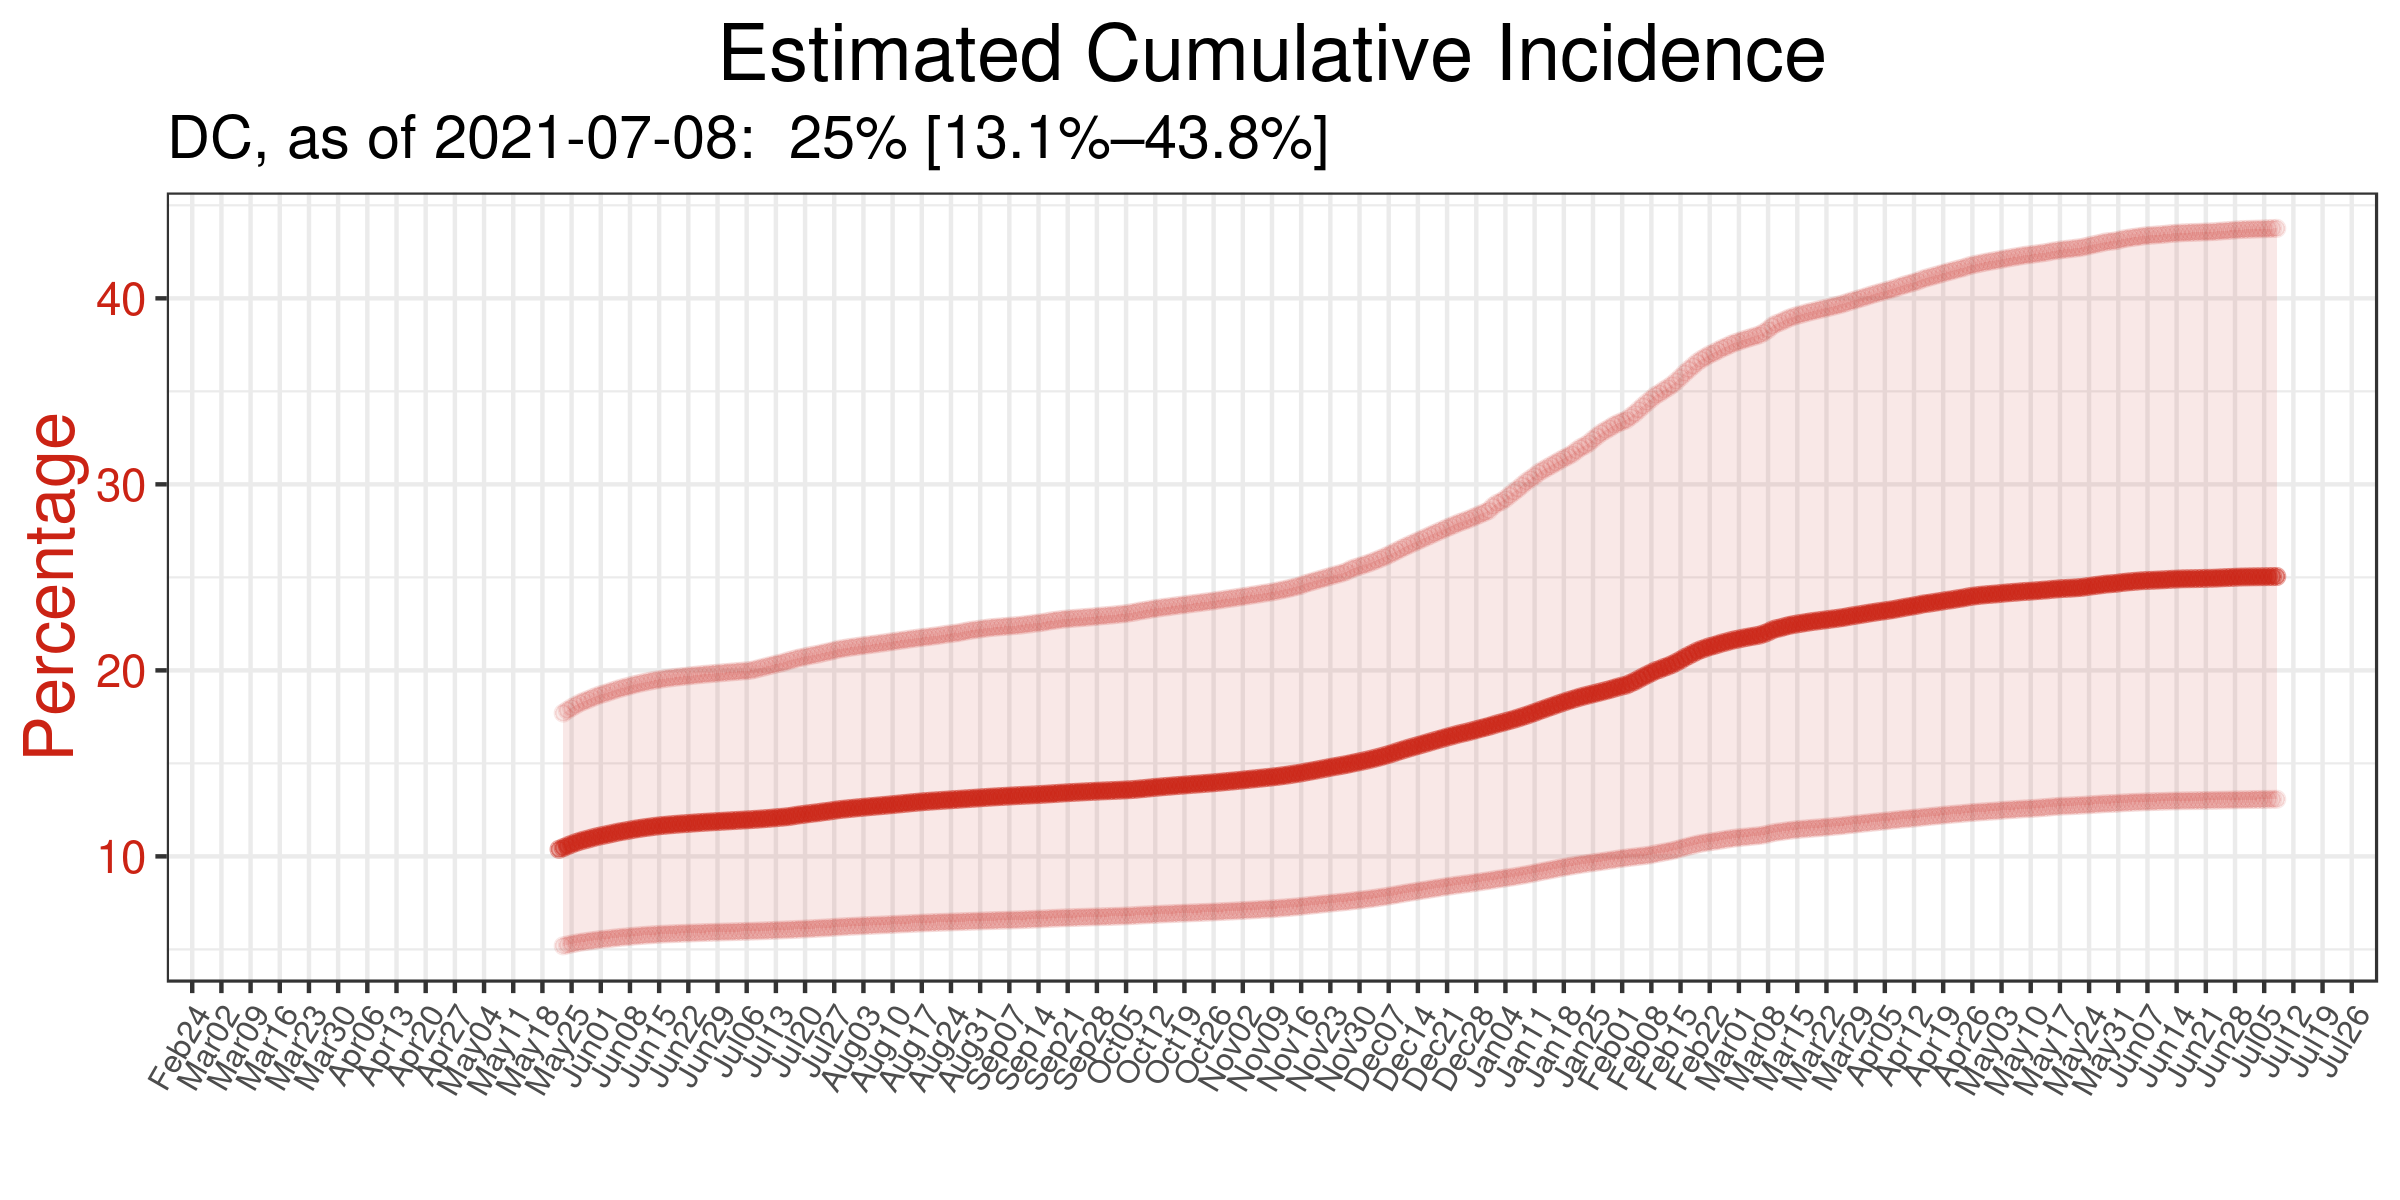 Estimated Cumulative Incidence
DC, as of 2021-07-08:  25% [13.1%–43.8%]
Percentage
40
30
20
10
Feb24
Mar02
Mar09
Mar16
Mar23
Mar30
Apr06
Apr13
Apr20
Apr27
May04
May11
May18
May25
Jun01
Jun08
Jun15
Jun22
Jun29
Jul06
Jul13
Jul20
Jul27
Aug03
Aug10
Aug17
Aug24
Aug31
Sep07
Sep14
Sep21
Sep28
Oct05
Oct12
Oct19
Oct26
Nov02
Nov09
Nov16
Nov23
Nov30
Dec07
Dec14
Dec21
Dec28
Jan04
Jan11
Jan18
Jan25
Feb01
Feb08
Feb15
Feb22
Mar01
Mar08
Mar15
Mar22
Mar29
Apr05
Apr12
Apr19
Apr26
May03
May10
May17
May24
May31
Jun07
Jun14
Jun21
Jun28
Jul05
Jul12
Jul19
Jul26